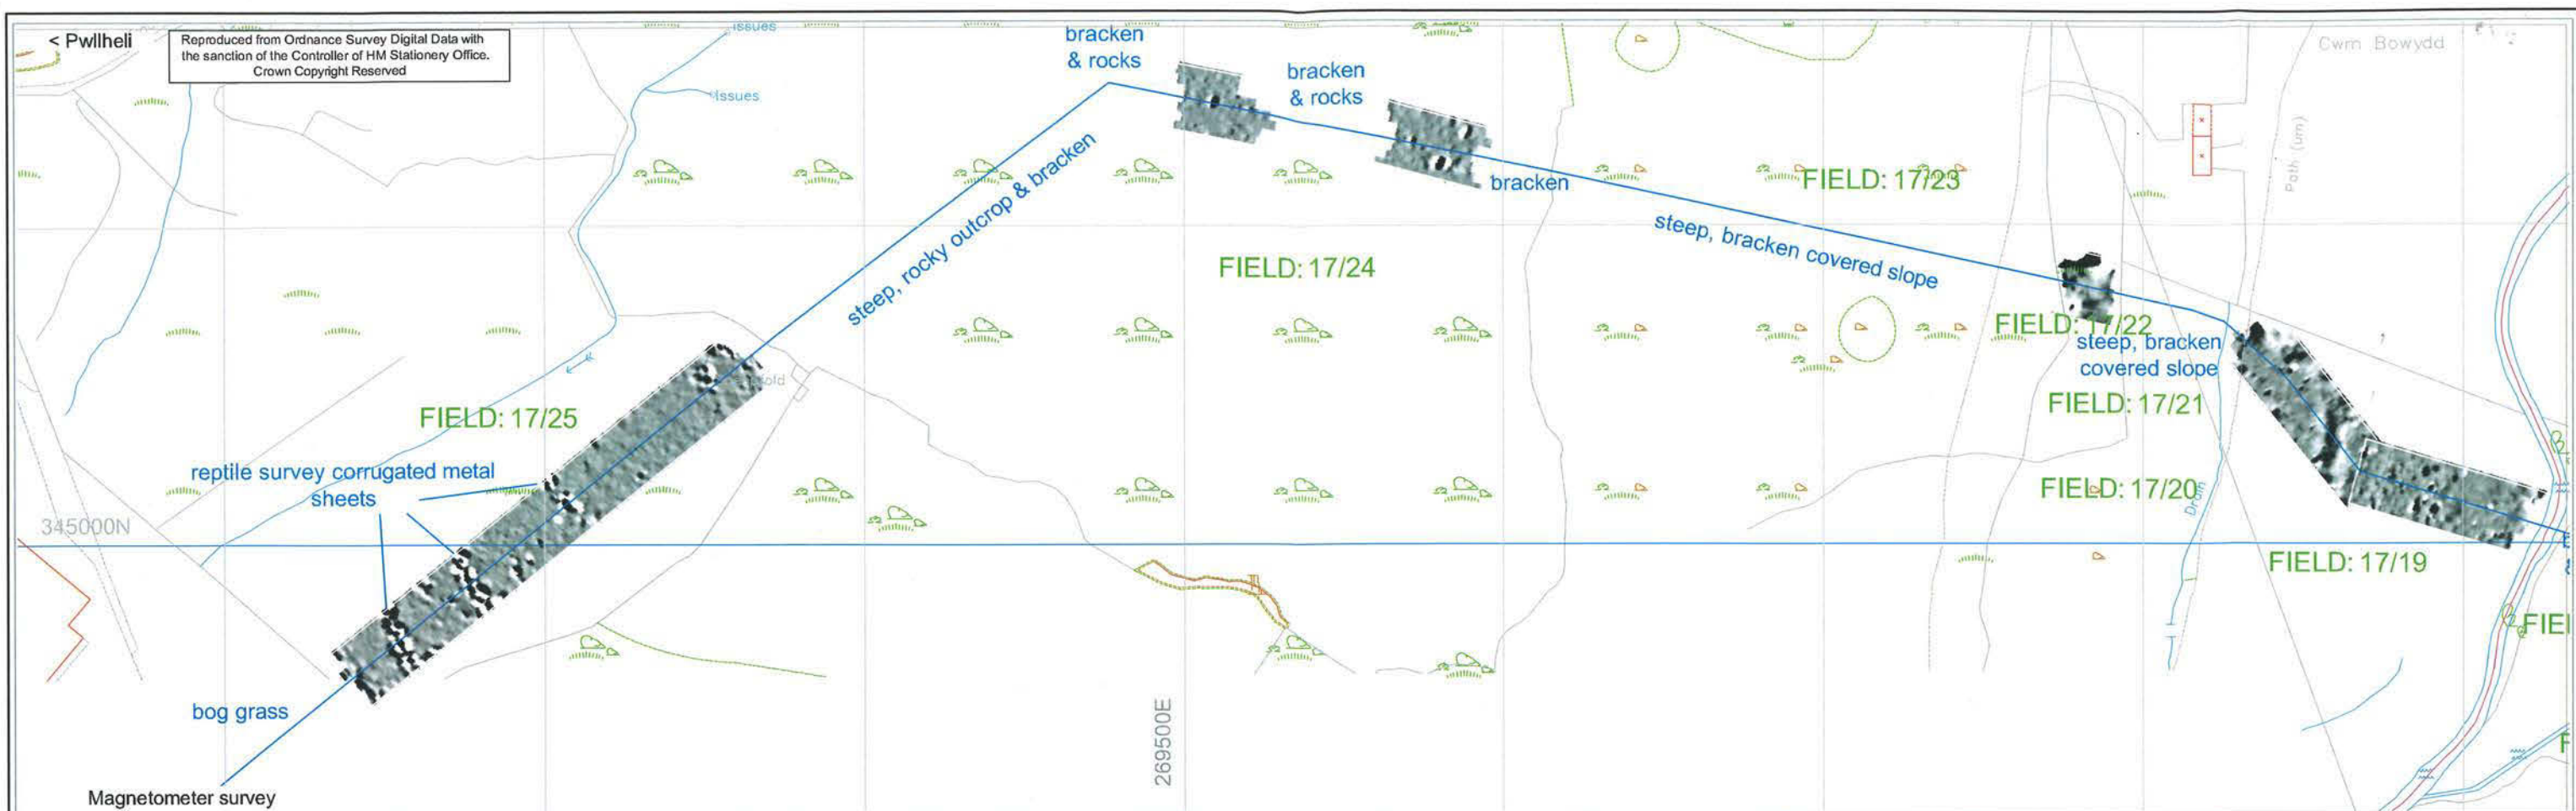 < Pwllheli
Reproduced from Ordnance Survey Digital Data with
the sanction of the Controller of HM Stationery Office.
Crown Copyright Reserved
Issues
Issues
bracken
& rocks
bracken
& rocks
bracken
Cwm Bowydd
Path (um)
FIELD: 17/23
steep, rocky outcrop & bracken
steep, bracken covered slope
FIELD: 17/24
FIELD: 17/22
steep, bracken
covered slope
FIELD: 17/21
FIELD: 17/25
reptile survey corrugated metal
sheets
FIELD: 17/20
Drain
345000N
FIELD: 17/19
FIEL
bog grass
269500E
F
Magnetometer survey